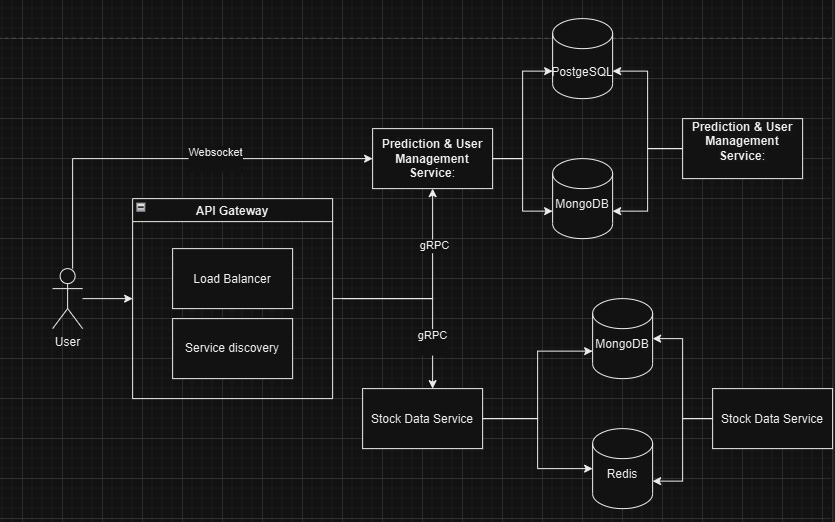 PostgeSQL
Websocket
Prediction & User
Management
Service:
Prediction & User
Management
Service:
API Gateway
MongoDB
gRPC
Load Balancer
Service discovery
User
gRPC
MongoDB
Stock Data Service
Stock Data Service
Redis